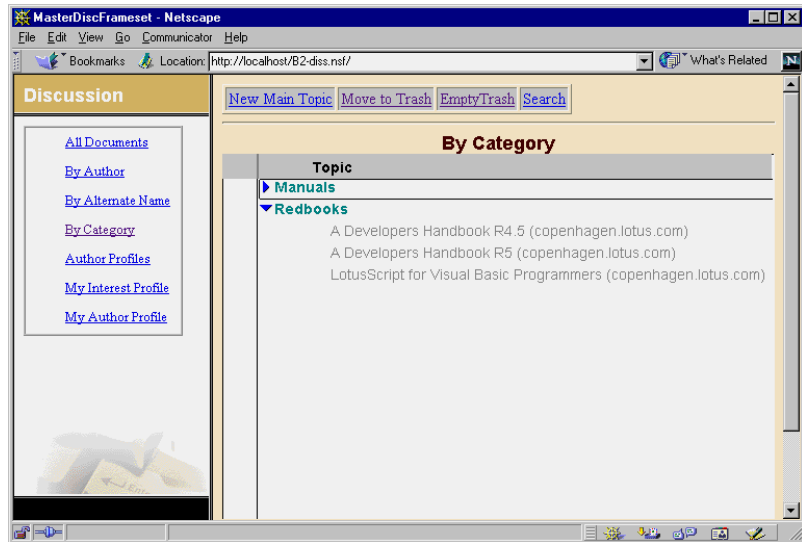 MasterDiscFrameset - Netscape
File Edit View Go Communicator Help
Bookmarks Location: http://localhost/B2-diss.nsf/ What's Related N
Discussion
New Main Topic Move to Trash EmptyTrash Search
All Documents
By Author
By Alternate Name
By Category
Author Profiles
My Interest Profile
My Author Profile
By Category
Topic
Manuals
Redbooks
A Developers Handbook R4.5 (copenhagen.lotus.com)
A Developers Handbook R5 (copenhagen.lotus.com)
LotusScript for Visual Basic Programmers (copenhagen.lotus.com)